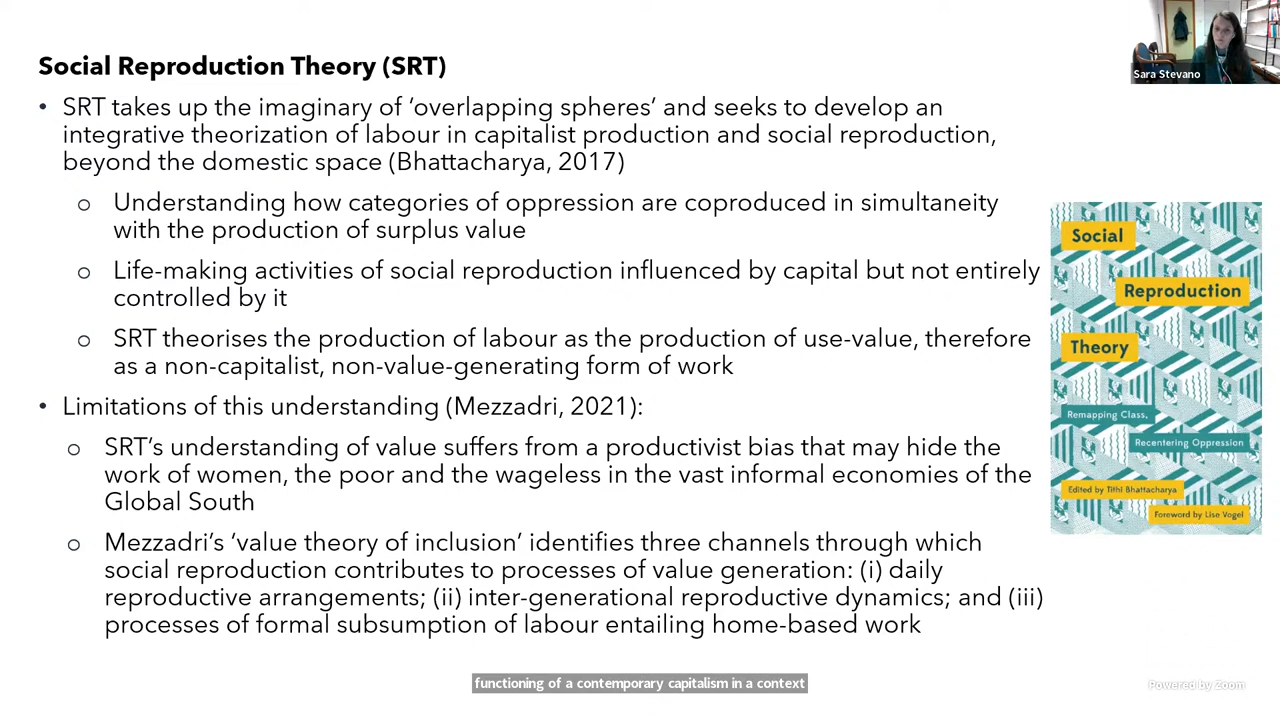 Social Reproduction Theory (SRT)
• SRT takes up the imaginary of ‘overlapping spheres’ and seeks to develop an
integrative theorization of labour in capitalist production and social reproduction,
beyond the domestic space (Bhattacharya, 2017)
o Understanding how categories of oppression are coproduced in simultaneity
with the production of surplus value
o Life-making activities of social reproduction influenced by capital but not entirely
controlled by it
o SRT theorises the production of labour as the production of use-value, therefore
as a non-capitalist, non-value-generating form of work
• Limitations of this understanding (Mezzadri, 2021):
o SRT’s understanding of value suffers from a productivist bias that may hide the
work of women, the poor and the wageless in the vast informal economies of the
Global South
o Mezzadri’s ‘value theory of inclusion’ identifies three channels through which
social reproduction contributes to processes of value generation: (i) daily
reproductive arrangements; (ii) inter-generational reproductive dynamics; and (iii)
processes of formal subsumption of labour entailing home-based work
Sara Stevano
Social
Reproduction
Theory
Remapping Class,
Recentering Oppression
Edited by Tithi Bhattacharya
Foreword by Lise Vogel
functioning of a contemporary capitalism in a context
Powered by Zoom